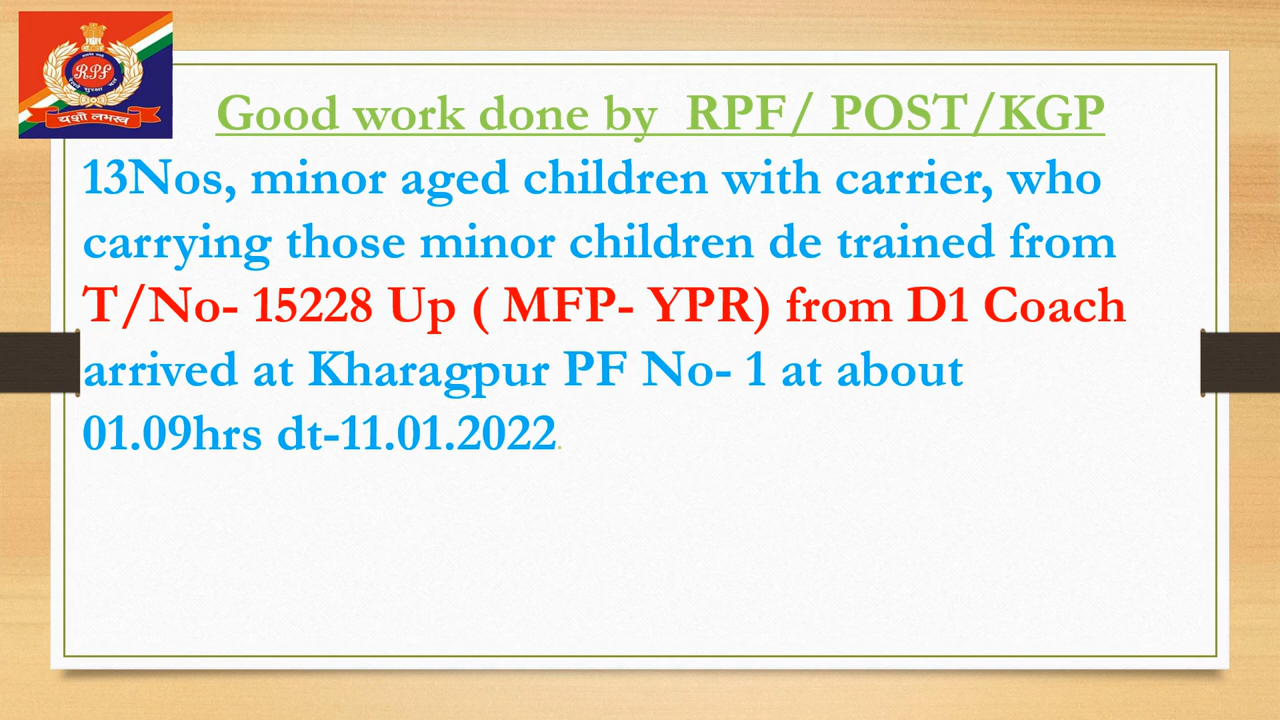 RPF
यशो लभस्व
Good work done by RPF/ POST/KGP
13Nos, minor aged children with carrier, who
carrying those minor children de trained from
T/No- 15228 Up ( MFP- YPR) from D1 Coach
arrived at Kharagpur PF No- 1 at about
01.09hrs dt-11.01.2022.